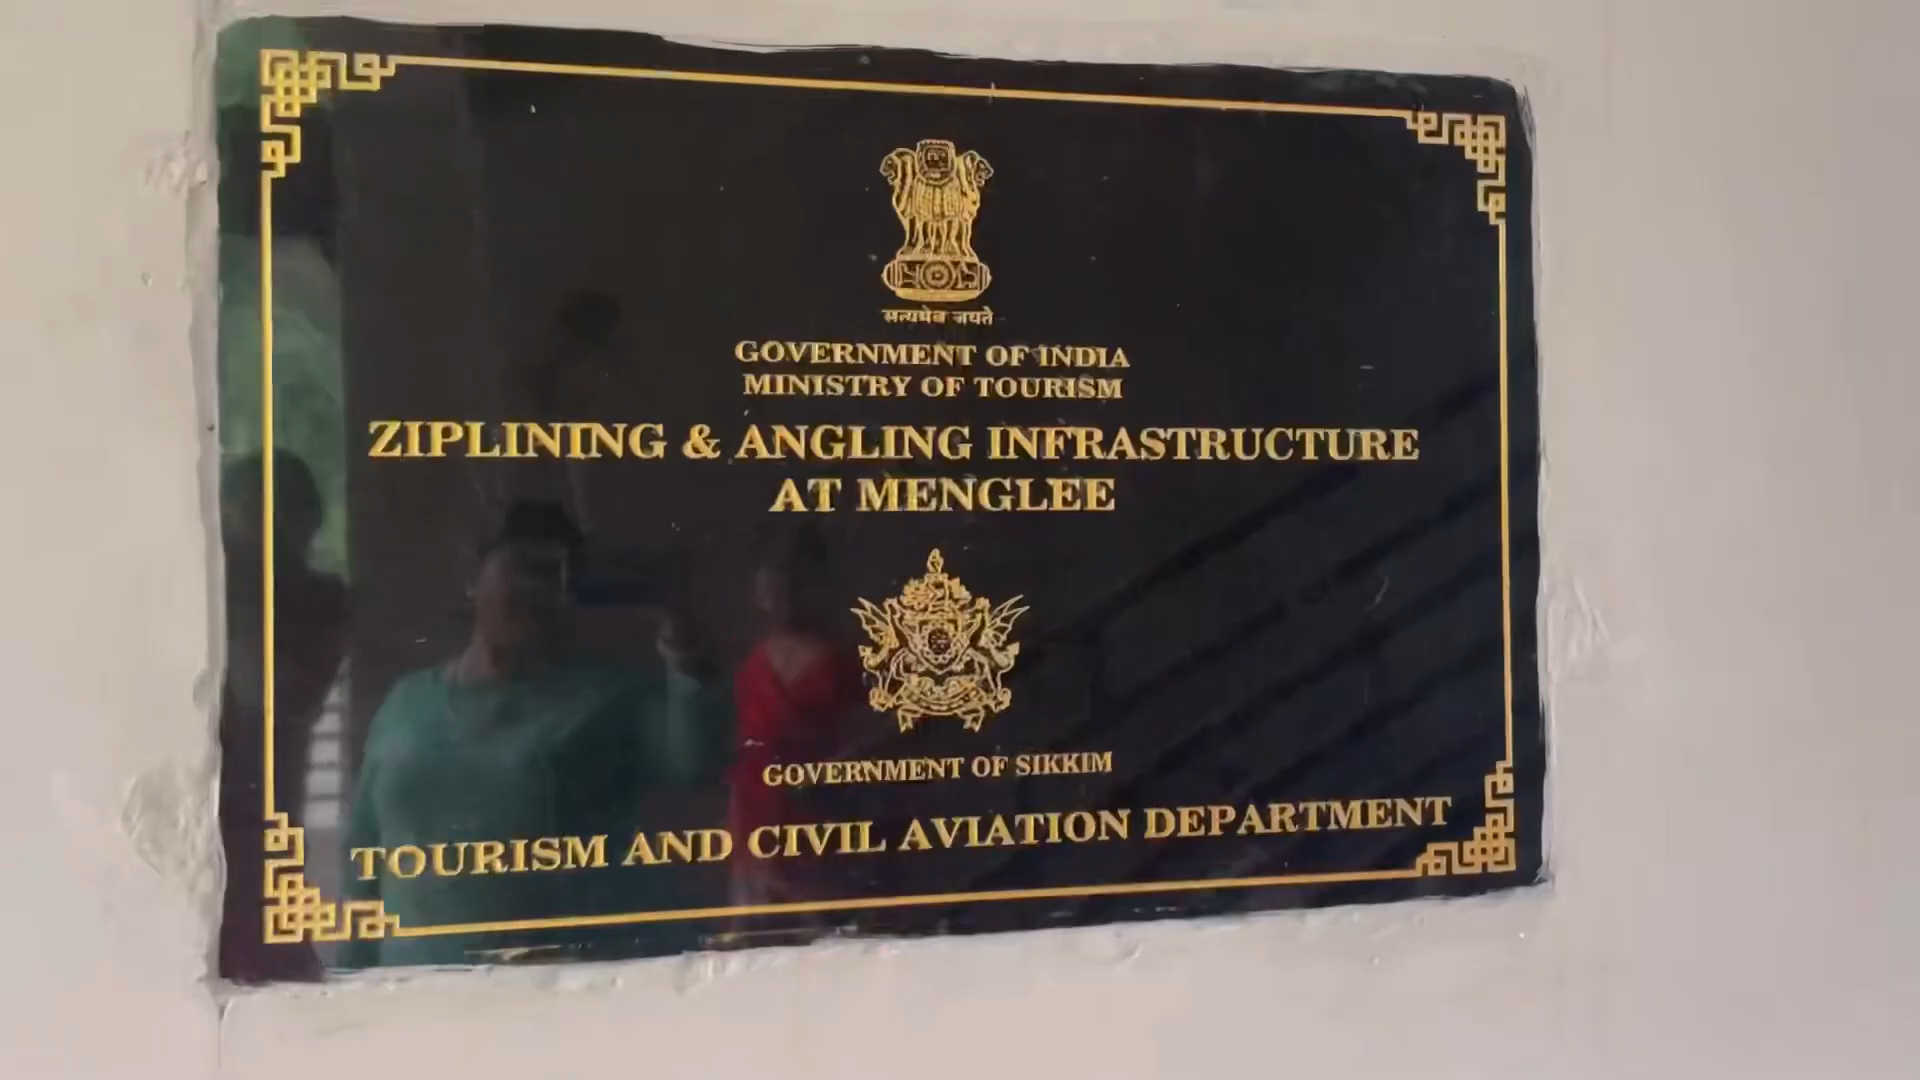 सत्यमेव जयते
GOVERNMENT OF INDIA
MINISTRY OF TOURISM
ZIPLINING & ANGLING INFRASTRUCTURE
AT MENGLEE
GOVERNMENT OF SIKKIM
TOURISM AND CIVIL AVIATION DEPARTMENT